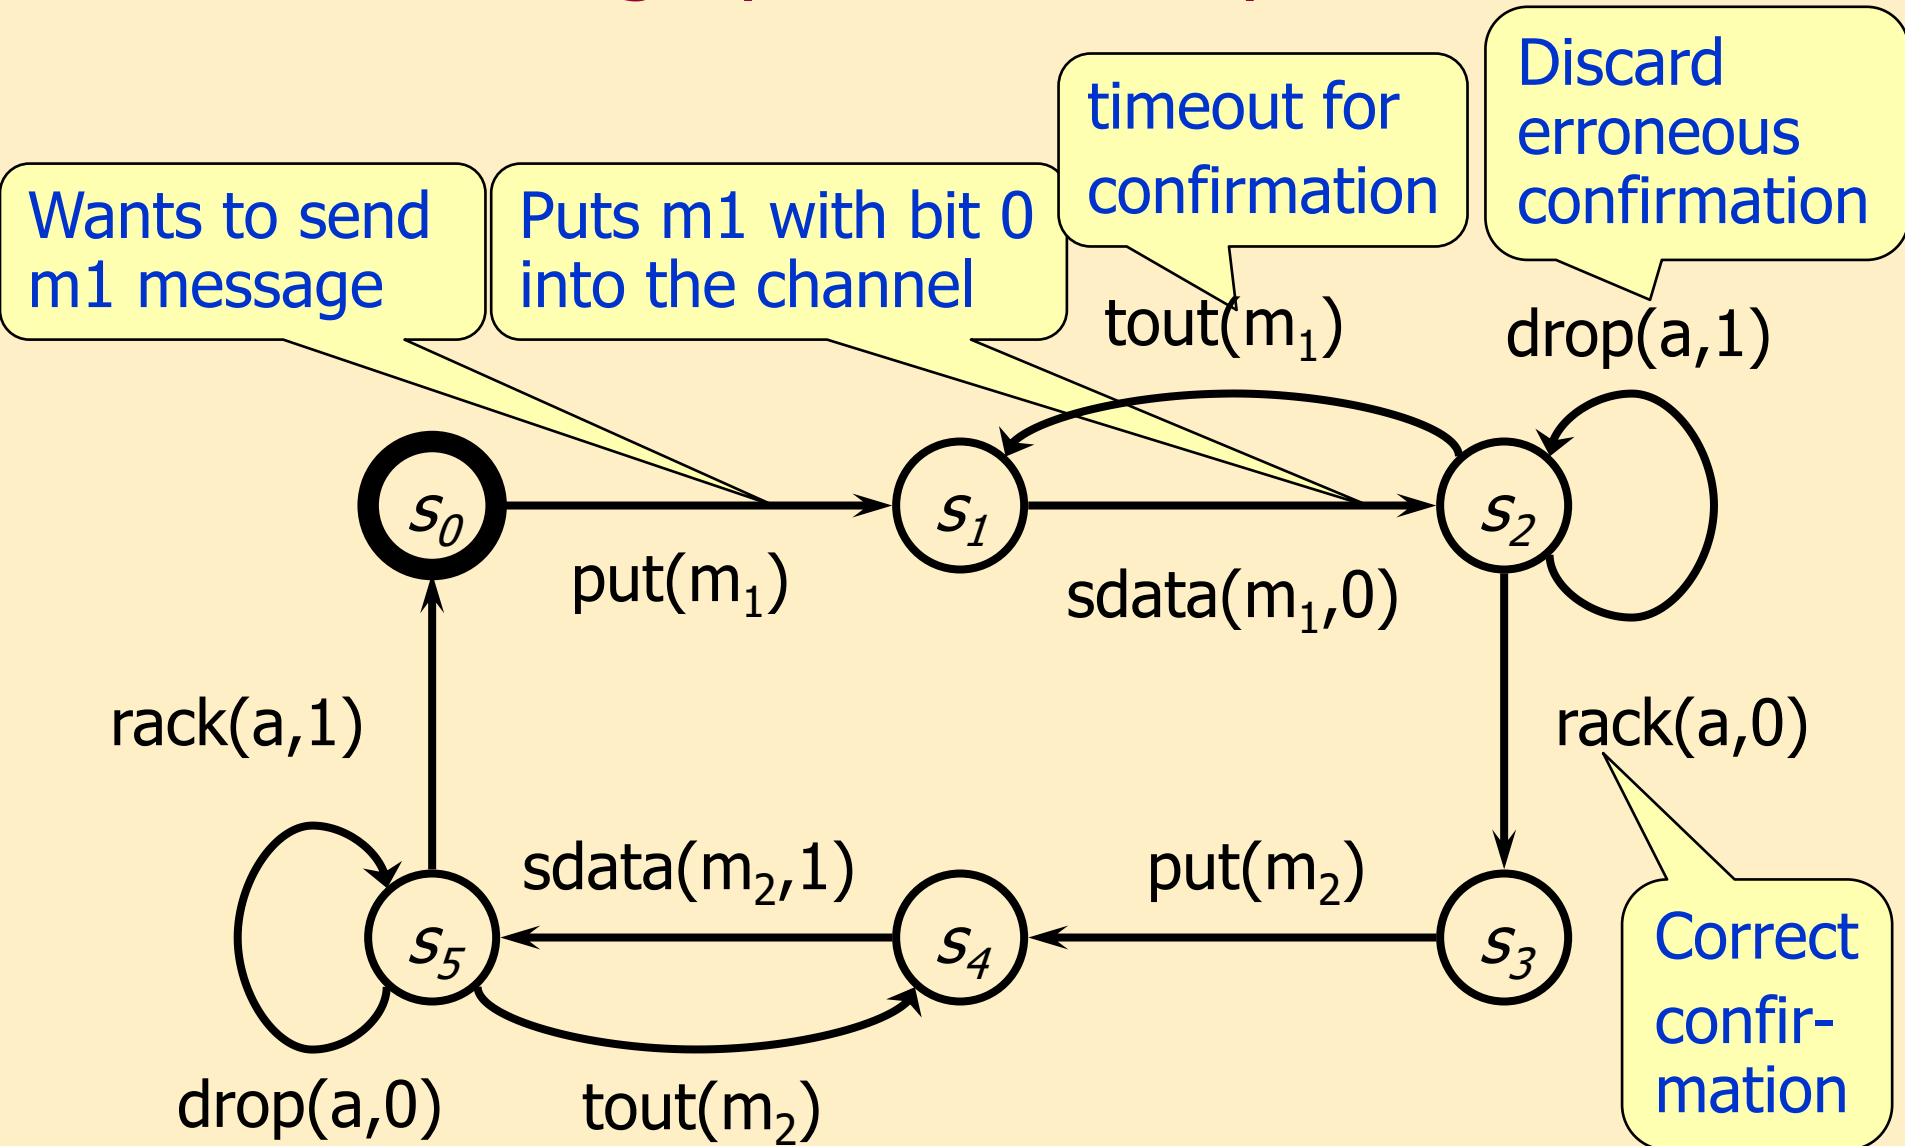 timeout for
confirmation
Discard
erroneous
confirmation
Wants to send
m1 message
Puts m1 with bit 0
into the channel
tout(m₁)
drop(a,1)
s₀
s₁
s₂
put(m₁)
sdata(m₁,0)
rack(a,1)
rack(a,0)
sdata(m₂,1)
put(m₂)
s₅
s₄
s₃
Correct
confir-
mation
drop(a,0)
tout(m₂)